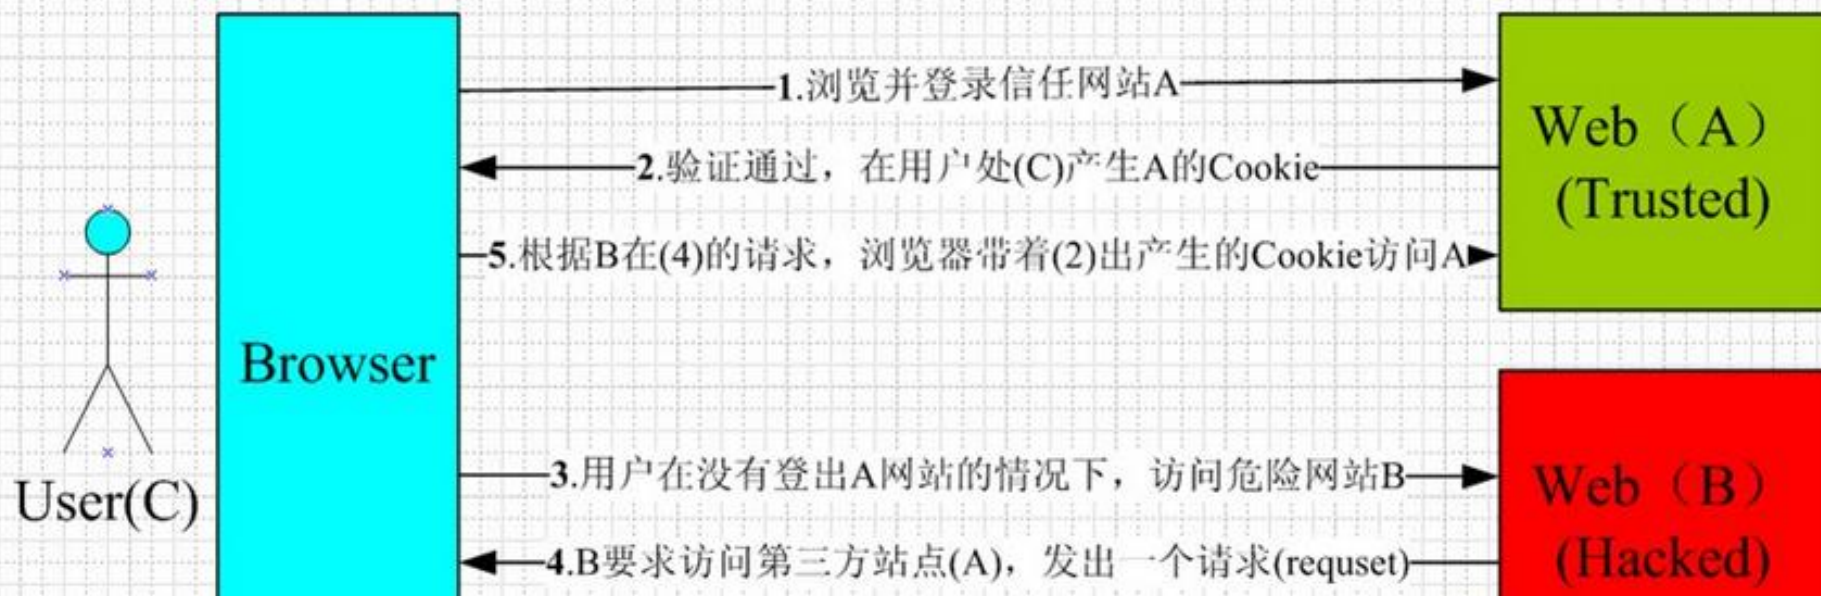 1.浏览并登录信任网站A
Web（A）
2.验证通过，在用户处(C)产生A的Cookie
(Trusted)
5.根据B在(4)的请求，浏览器带着(2)出产生的Cookie访问A
Browser
3.用户在没有登出A网站的情况下，访问危险网站B
Web（B）
User(C)
4.B要求访问第三方站点(A)，发出一个请求(requset)
(Hacked)